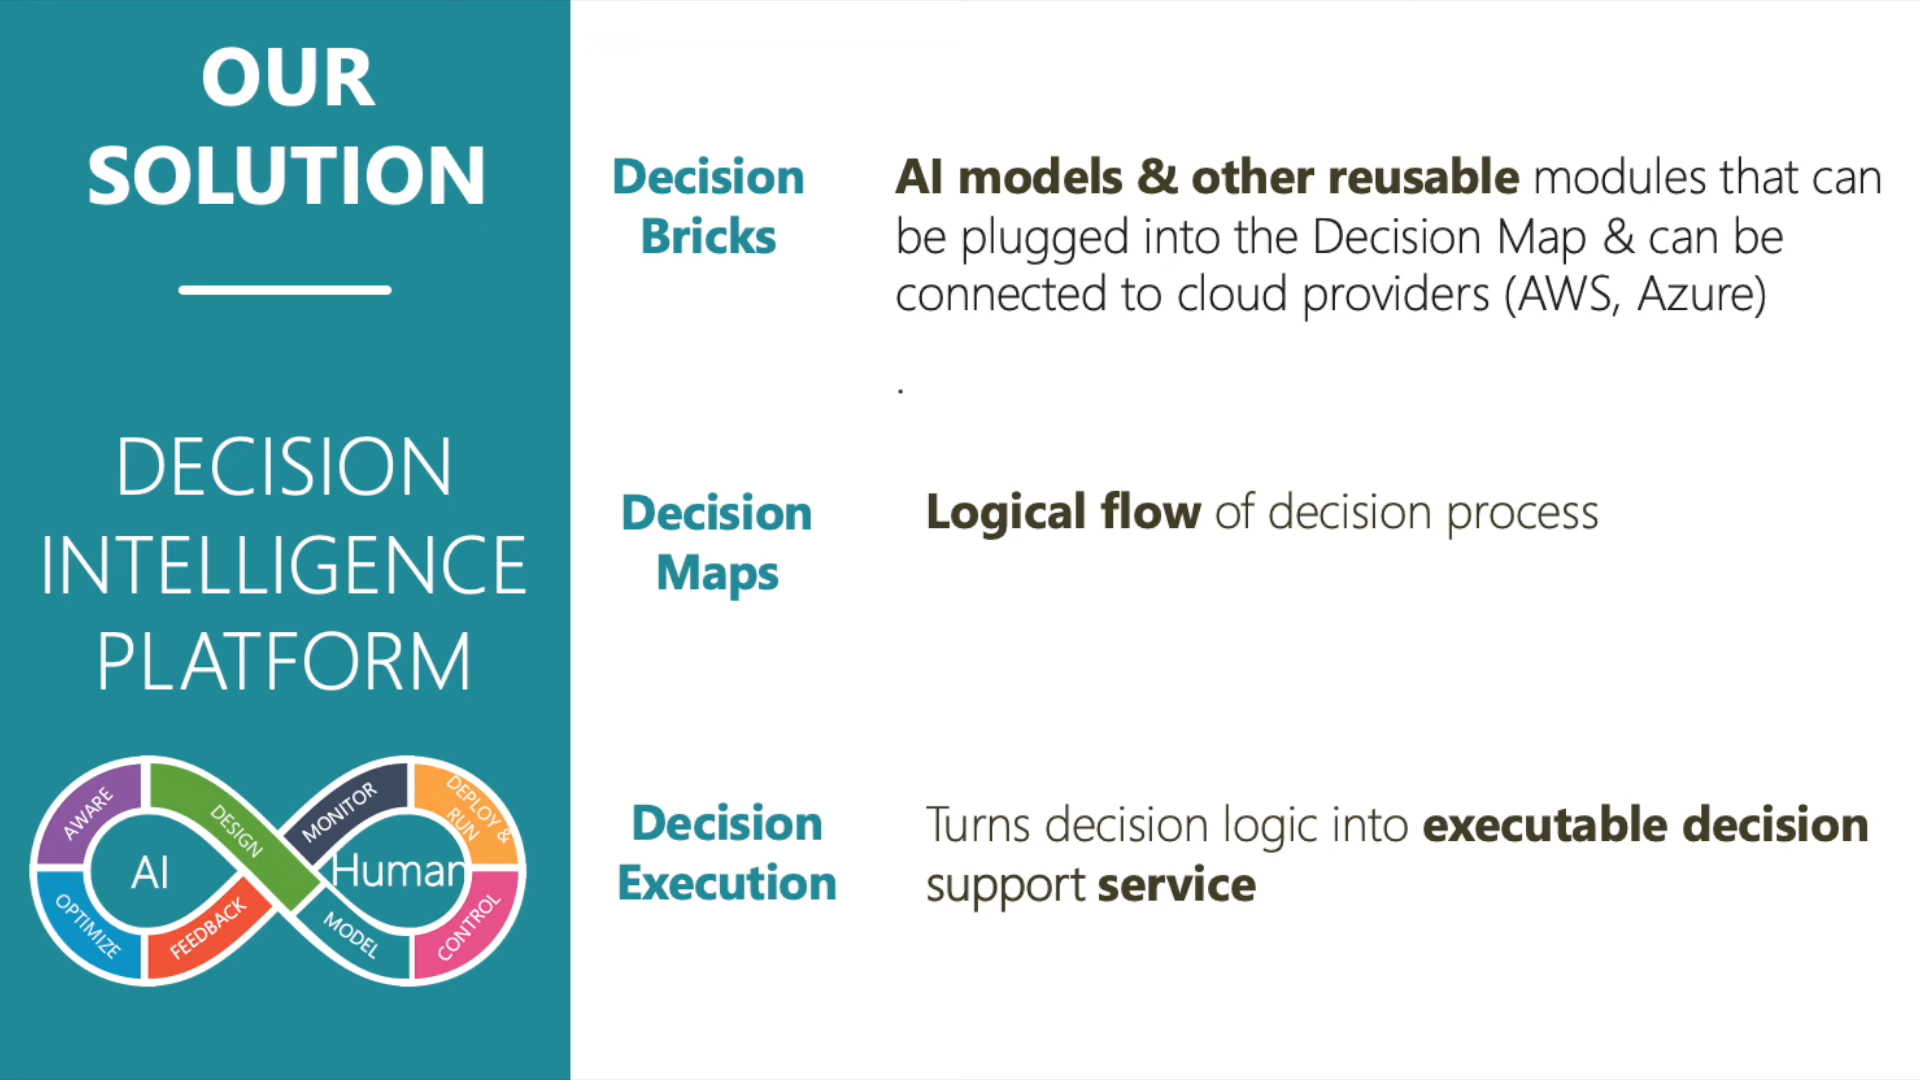 OUR
SOLUTION
DECISION
INTELLIGENCE
PLATFORM
AWARE
DESIGN
MONITOR
DEPLOY &
RUN
AI
Human
OPTIMIZE
FEEDBACK
MODEL
CONTROL
Decision
Bricks
AI models & other reusable modules that can
be plugged into the Decision Map & can be
connected to cloud providers (AWS, Azure)
.
Decision
Maps
Logical flow of decision process
Decision
Execution
Turns decision logic into executable decision
support service